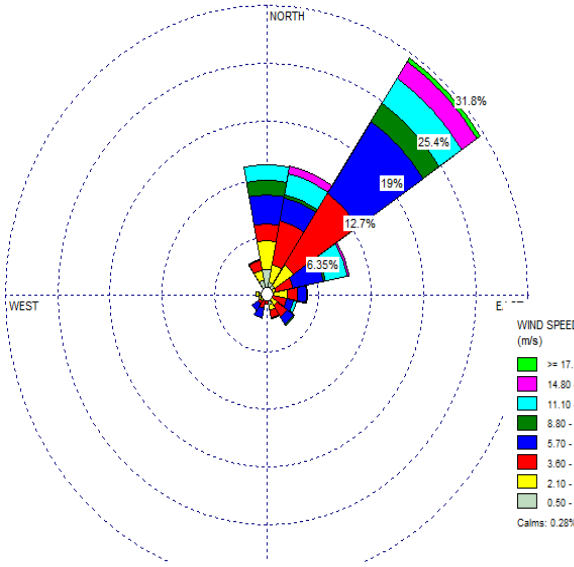 NORTH
31.8%
25.4%
19%
12.7%
6.35%
WEST
E
WIND SPEED
(m/s)
>= 17.
14.80 -
11.10 -
8.80 -
5.70 -
3.60 -
2.10 -
0.50 -
Calms: 0.28%